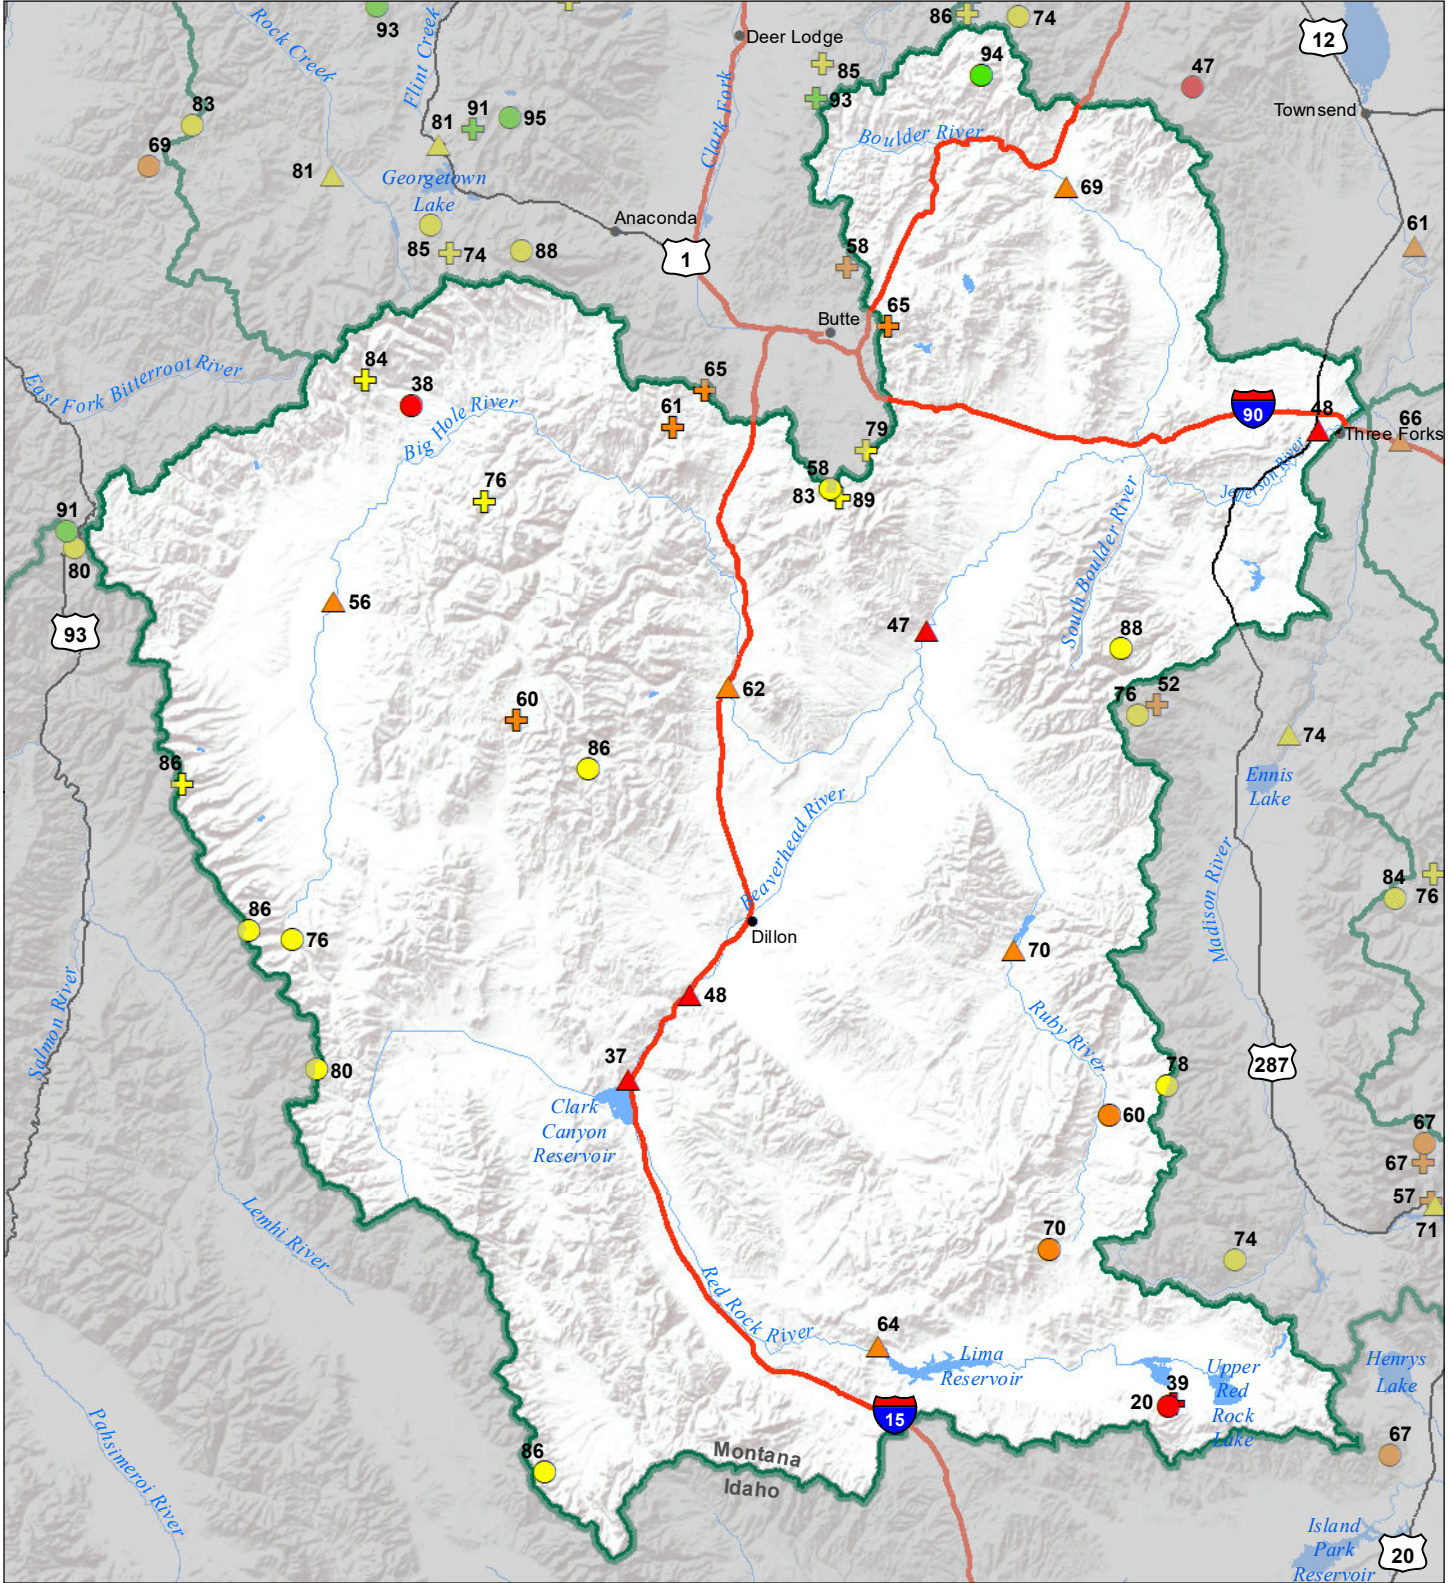 93
86
74
12
Deer Lodge
Rock Creek
Flint Creek
Clark Fork
85
94
47
93
Townsend
83
91
95
81
Boulder River
69
81
Georgetown
Lake
69
Anaconda
61
85
74
88
1
58
65
Butte
East Fork Bitterroot River
84
38
65
Big Hole River
61
90
48
Three Forks
66
79
Jefferson River
76
58
83
89
91
80
South Boulder River
56
93
47
88
62
76
52
60
74
86
86
Ennis
Lake
Beaverhead River
84
76
86
76
Dillon
Madison River
70
48
Salmon River
Ruby River
37
80
78
287
Clark
Canyon
Reservoir
60
67
67
57
71
Lemhi River
70
74
Red Rock River
64
Lima
Reservoir
Upper
Red
Rock
Lake
39
20
Henrys
Lake
15
Pahsimeroi River
86
Montana
Idaho
67
Island
Park
Reservoir
20